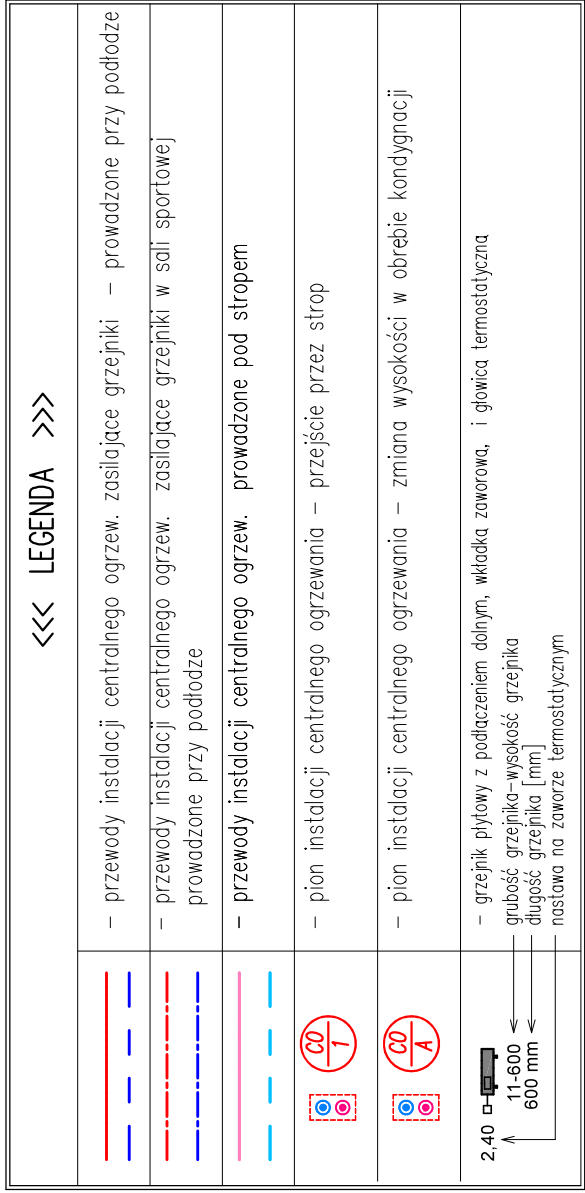 <<< LEGENDA >>>
– przewody instalacji centralnego ogrzew. zasilające grzejniki – prowadzone przy podłodze
– przewody instalacji centralnego ogrzew. zasilające grzejniki w sali sportowej
prowadzone przy podłodze
– przewody instalacji centralnego ogrzew. prowadzone pod stropem
CO
1
– pion instalacji centralnego ogrzewania – przejście przez strop
CO
A
– pion instalacji centralnego ogrzewania – zmiana wysokości w obrębie kondygnacji
2,40
11-600
600 mm
– grzejnik płytowy z podłączeniem dolnym, wkładką zaworową, i głowicą termostatyczną
grubość grzejnika–wysokość grzejnika
długość grzejnika [mm]
nastawa na zaworze termostatycznym